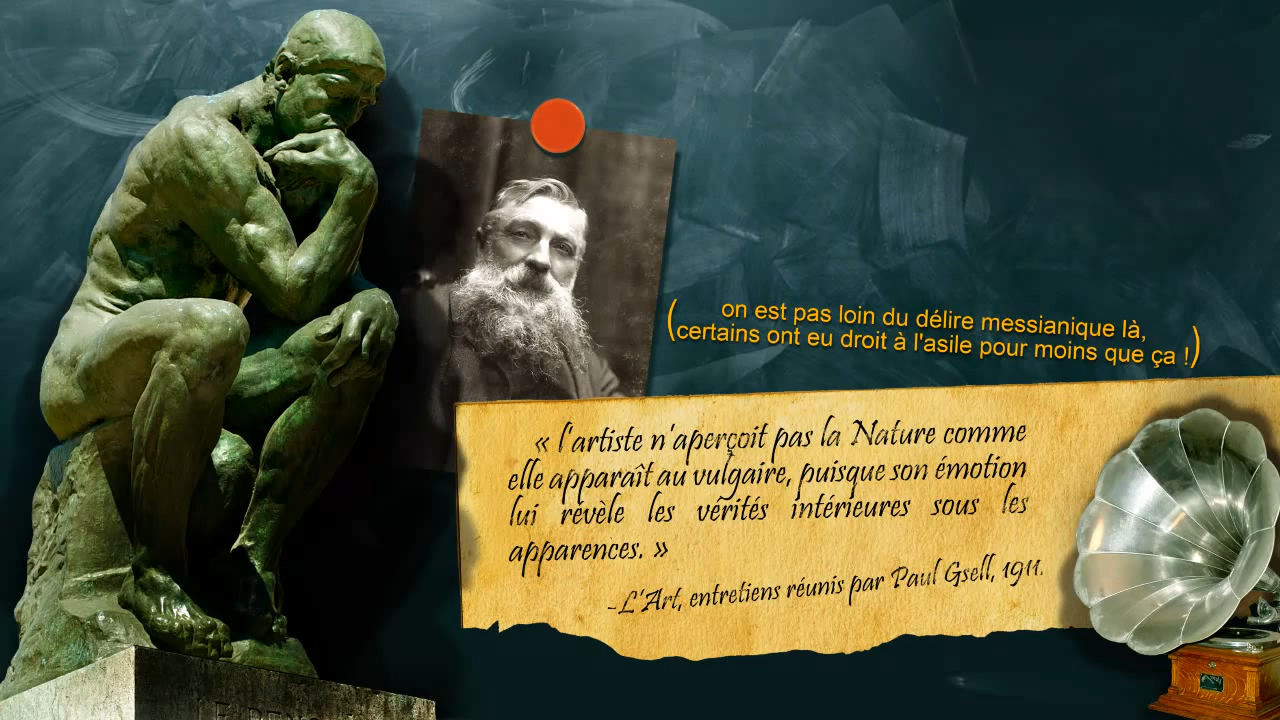 ( on est pas loin du délire messianique là, )
(certains ont eu droit à l'asile pour moins que ça !)
« l'artiste n'aperçoit pas la Nature comme
elle apparaît au vulgaire, puisque son émotion
lui révèle les vérités intérieures sous les
apparences. »
-L'Art, entretiens réunis par Paul Gsell, 1911.